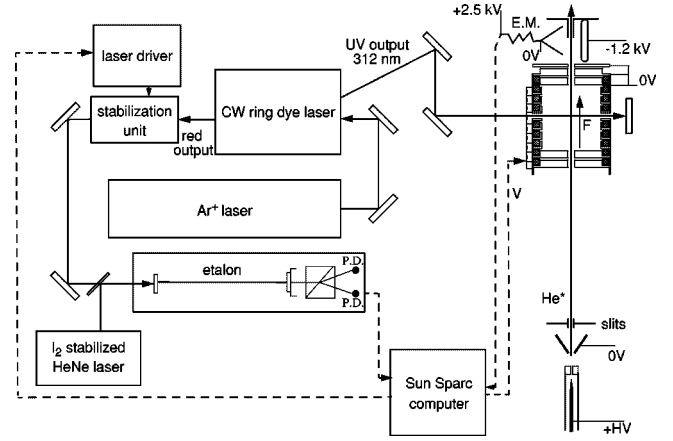 +2.5 kV
E.M.
laser driver
UV output
312 nm
0V
-1.2 kV
0V
stabilization
unit
CW ring dye laser
red
output
F
V
Ar+ laser
etalon
P.D.
P.D.
He*
slits
I2 stabilized
HeNe laser
0V
Sun Sparc
computer
+HV